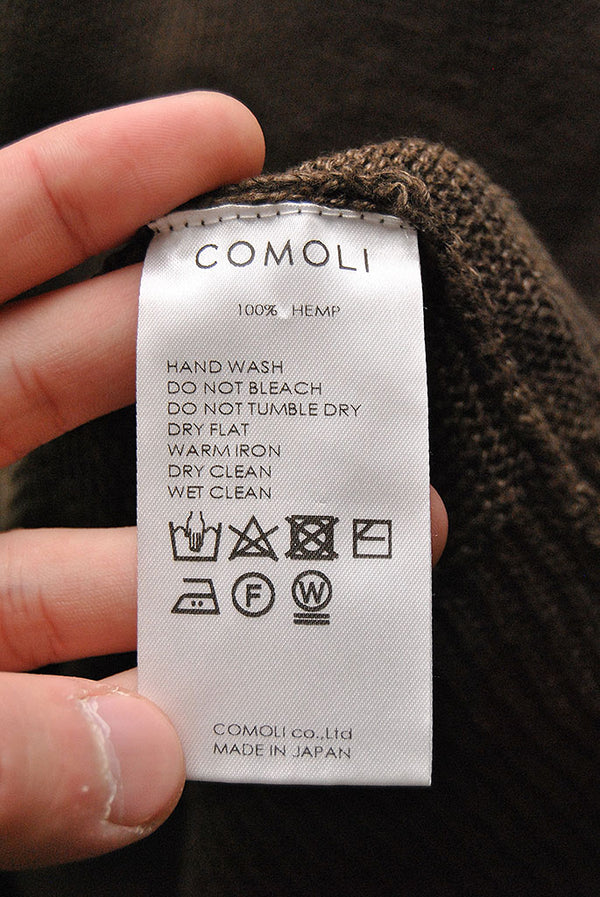 COMOLI
100% HEMP
HAND WASH
DO NOT BLEACH
DO NOT TUMBLE DRY
DRY FLAT
WARM IRON
DRY CLEAN
WET CLEAN
F W
COMOLI co.,Ltd
MADE IN JAPAN